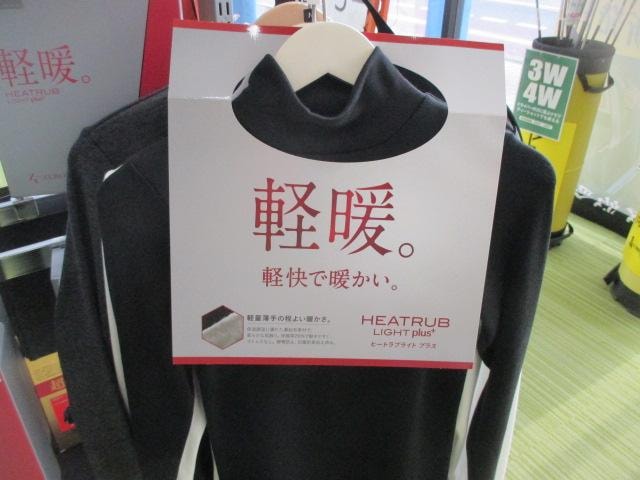 軽暖。
HEATRUB
LIGHT plus+
3W
4W
軽暖。
軽快で暖かい。
軽量薄手の程よい暖かさ。
HEATRUB
LIGHT plus+
ヒートラブライト プラス